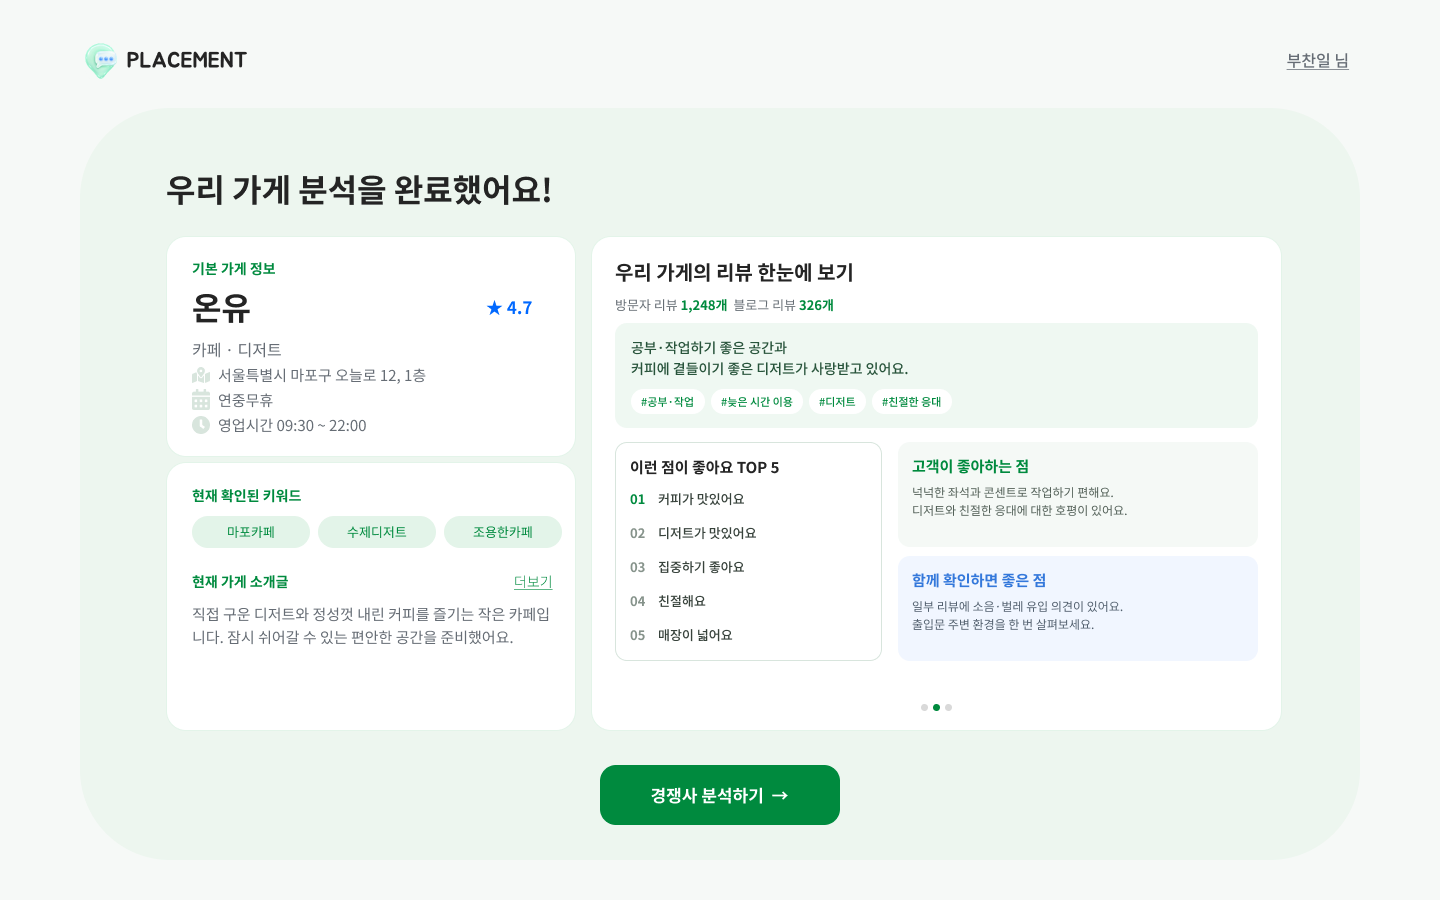 PLACEMENT
부찬일 님
우리 가게 분석을 완료했어요!
기본 가게 정보
온유
★ 4.7
카페 · 디저트
서울특별시 마포구 오늘로 12, 1층
연중무휴
영업시간 09:30 ~ 22:00
현재 확인된 키워드
마포카페
수제디저트
조용한카페
현재 가게 소개글
더보기
직접 구운 디저트와 정성껏 내린 커피를 즐기는 작은 카페입
니다. 잠시 쉬어갈 수 있는 편안한 공간을 준비했어요.
우리 가게의 리뷰 한눈에 보기
방문자 리뷰 1,248개 블로그 리뷰 326개
공부·작업하기 좋은 공간과
커피에 곁들이기 좋은 디저트가 사랑받고 있어요.
#공부·작업
#늦은 시간 이용
#디저트
#친절한 응대
이런 점이 좋아요 TOP 5
01 커피가 맛있어요
02 디저트가 맛있어요
03 집중하기 좋아요
04 친절해요
05 매장이 넓어요
고객이 좋아하는 점
넉넉한 좌석과 콘센트로 작업하기 편해요.
디저트와 친절한 응대에 대한 호평이 있어요.
함께 확인하면 좋은 점
일부 리뷰에 소음·벌레 유입 의견이 있어요.
출입문 주변 환경을 한 번 살펴보세요.
경쟁사 분석하기 →